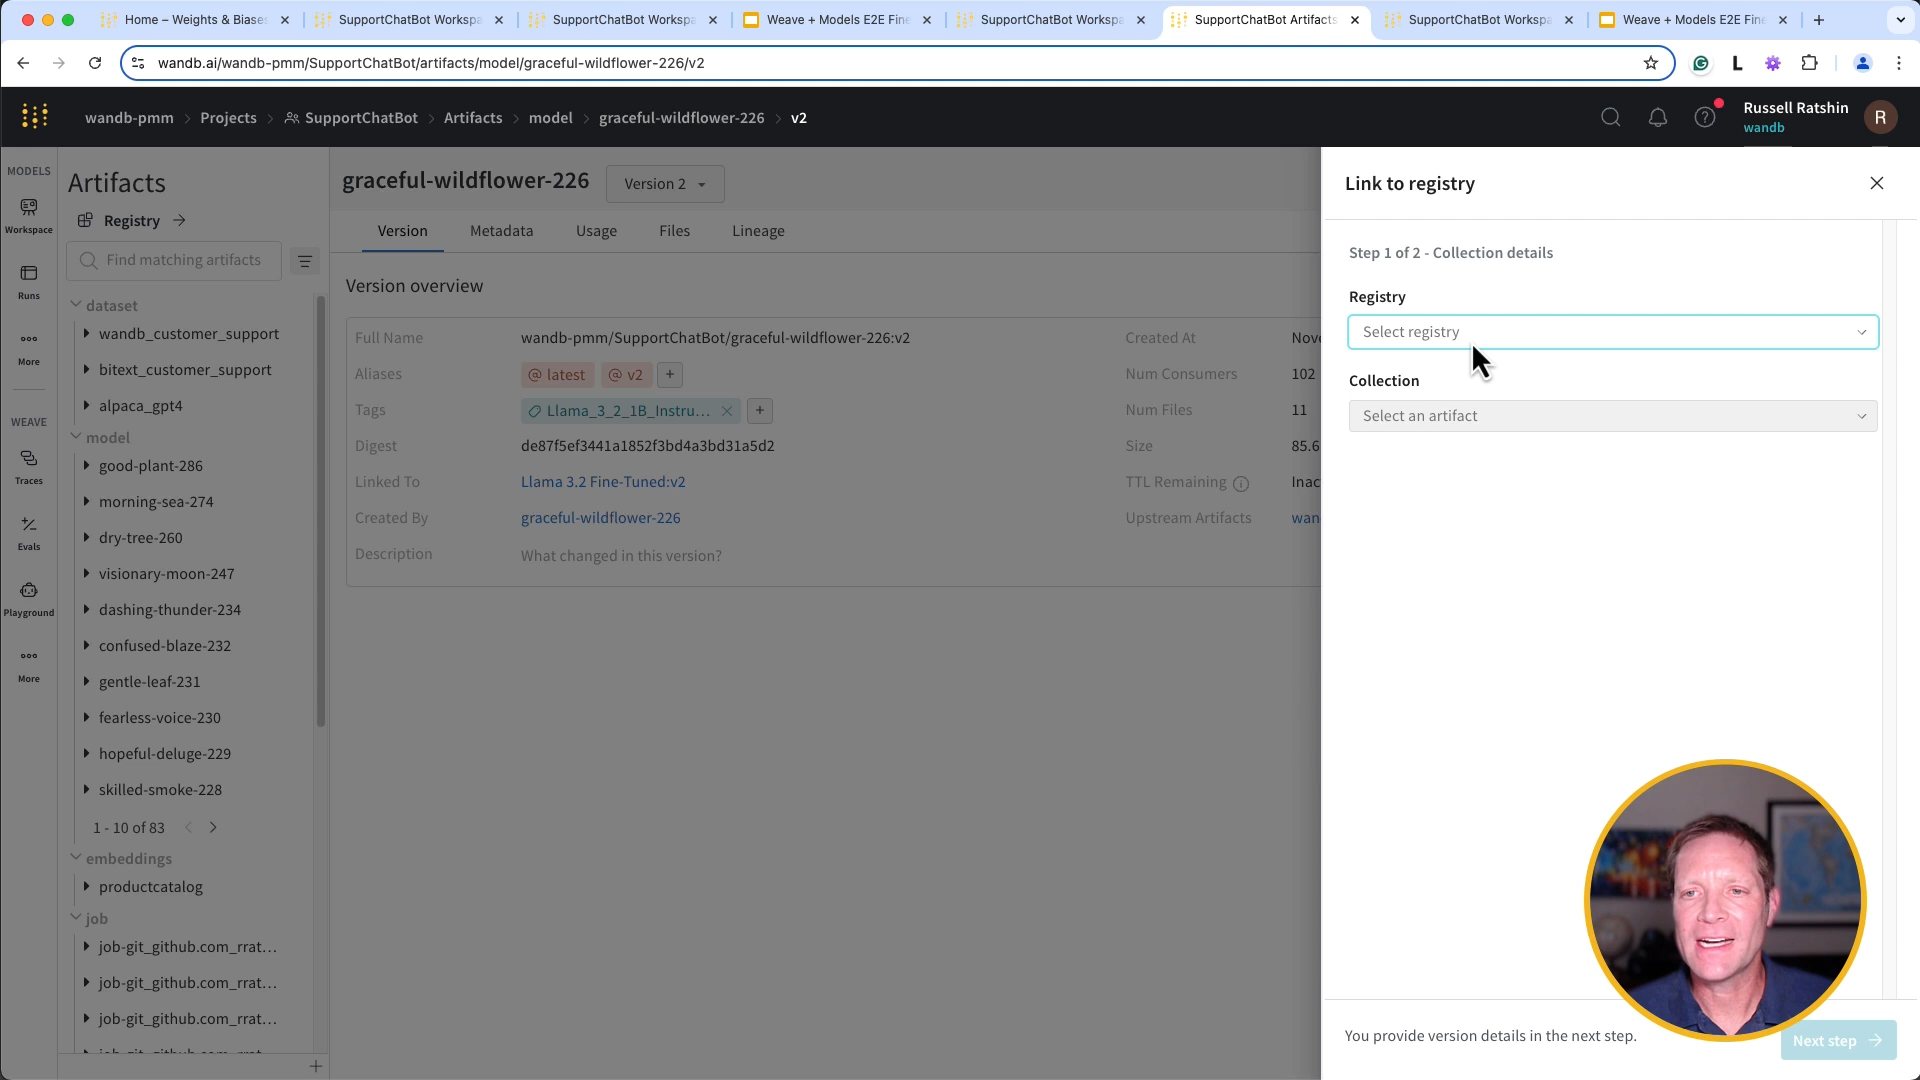 Home – Weights & Biases
SupportChatBot Workspa
SupportChatBot Workspa
Weave + Models E2E Fine
SupportChatBot Workspa
SupportChatBot Artifacts
SupportChatBot Workspa
Weave + Models E2E Fine
wandb.ai/wandb-pmm/SupportChatBot/artifacts/model/graceful-wildflower-226/v2
L
wandb-pmm > Projects > SupportChatBot > Artifacts > model > graceful-wildflower-226 > v2
Russell Ratshin
wandb
R
MODELS
Workspace
Runs
More
WEAVE
Traces
Evals
Playground
More
Artifacts
Registry
Find matching artifacts
dataset
wandb_customer_support
bitext_customer_support
alpaca_gpt4
model
good-plant-286
morning-sea-274
dry-tree-260
visionary-moon-247
dashing-thunder-234
confused-blaze-232
gentle-leaf-231
fearless-voice-230
hopeful-deluge-229
skilled-smoke-228
1 - 10 of 83
embeddings
productcatalog
job
job-git_github.com_rrat...
job-git_github.com_rrat...
job-git_github.com_rrat...
graceful-wildflower-226
Version 2
Version Metadata Usage Files Lineage
Version overview
Full Name wandb-pmm/SupportChatBot/graceful-wildflower-226:v2
Aliases @ latest @ v2 +
Tags Llama_3_2_1B_Instru... +
Digest de87f5ef3441a1852f3bd4a3bd31a5d2
Linked To Llama 3.2 Fine-Tuned:v2
Created By graceful-wildflower-226
Description What changed in this version?
Created At Nove
Num Consumers 102
Num Files 11
Size 85.6
TTL Remaining Inac
Upstream Artifacts wan
Link to registry
Step 1 of 2 - Collection details
Registry
Select registry
Collection
Select an artifact
You provide version details in the next step.
Next step